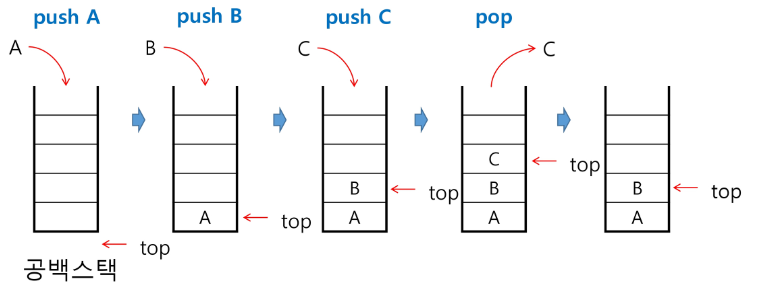 push A push B push C pop
A B C C
C top
B top B B top
A top A A A
top
공백스택